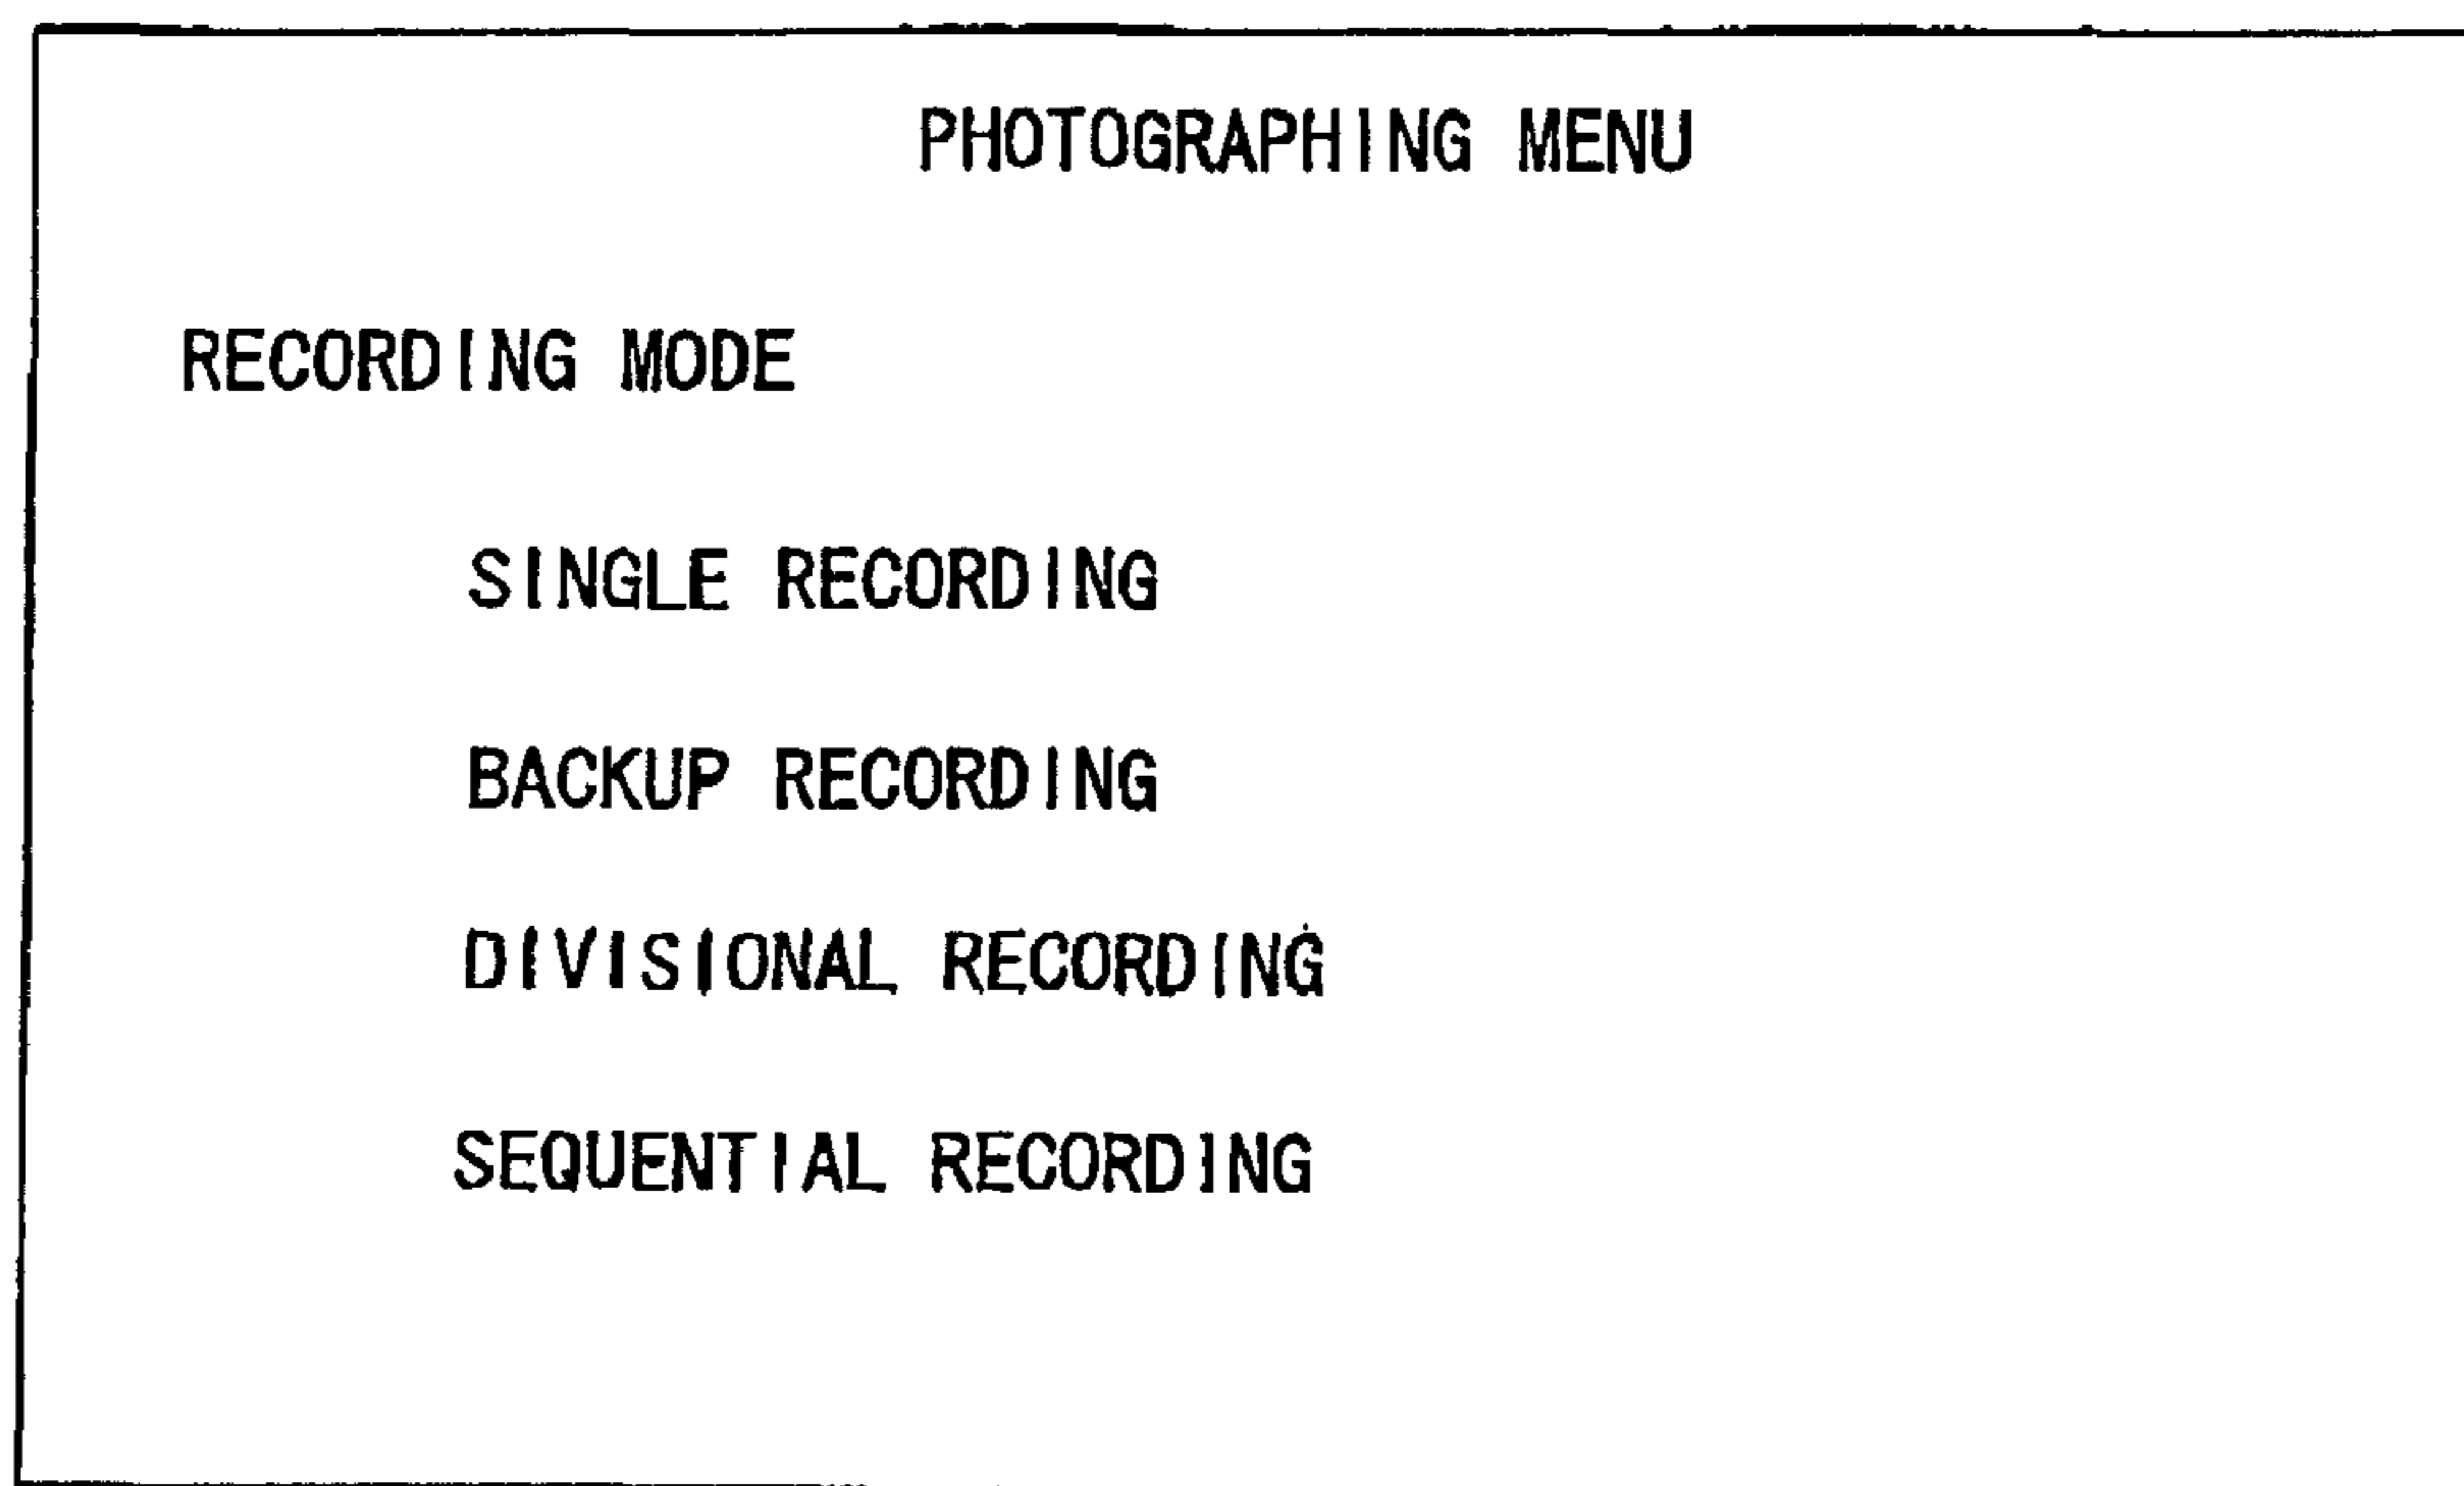 PHOTOGRAPHING MENU
RECORDING MODE
SINGLE RECORDING
BACKUP RECORDING
DIVISIONAL RECORDING
SEQUENTIAL RECORDING